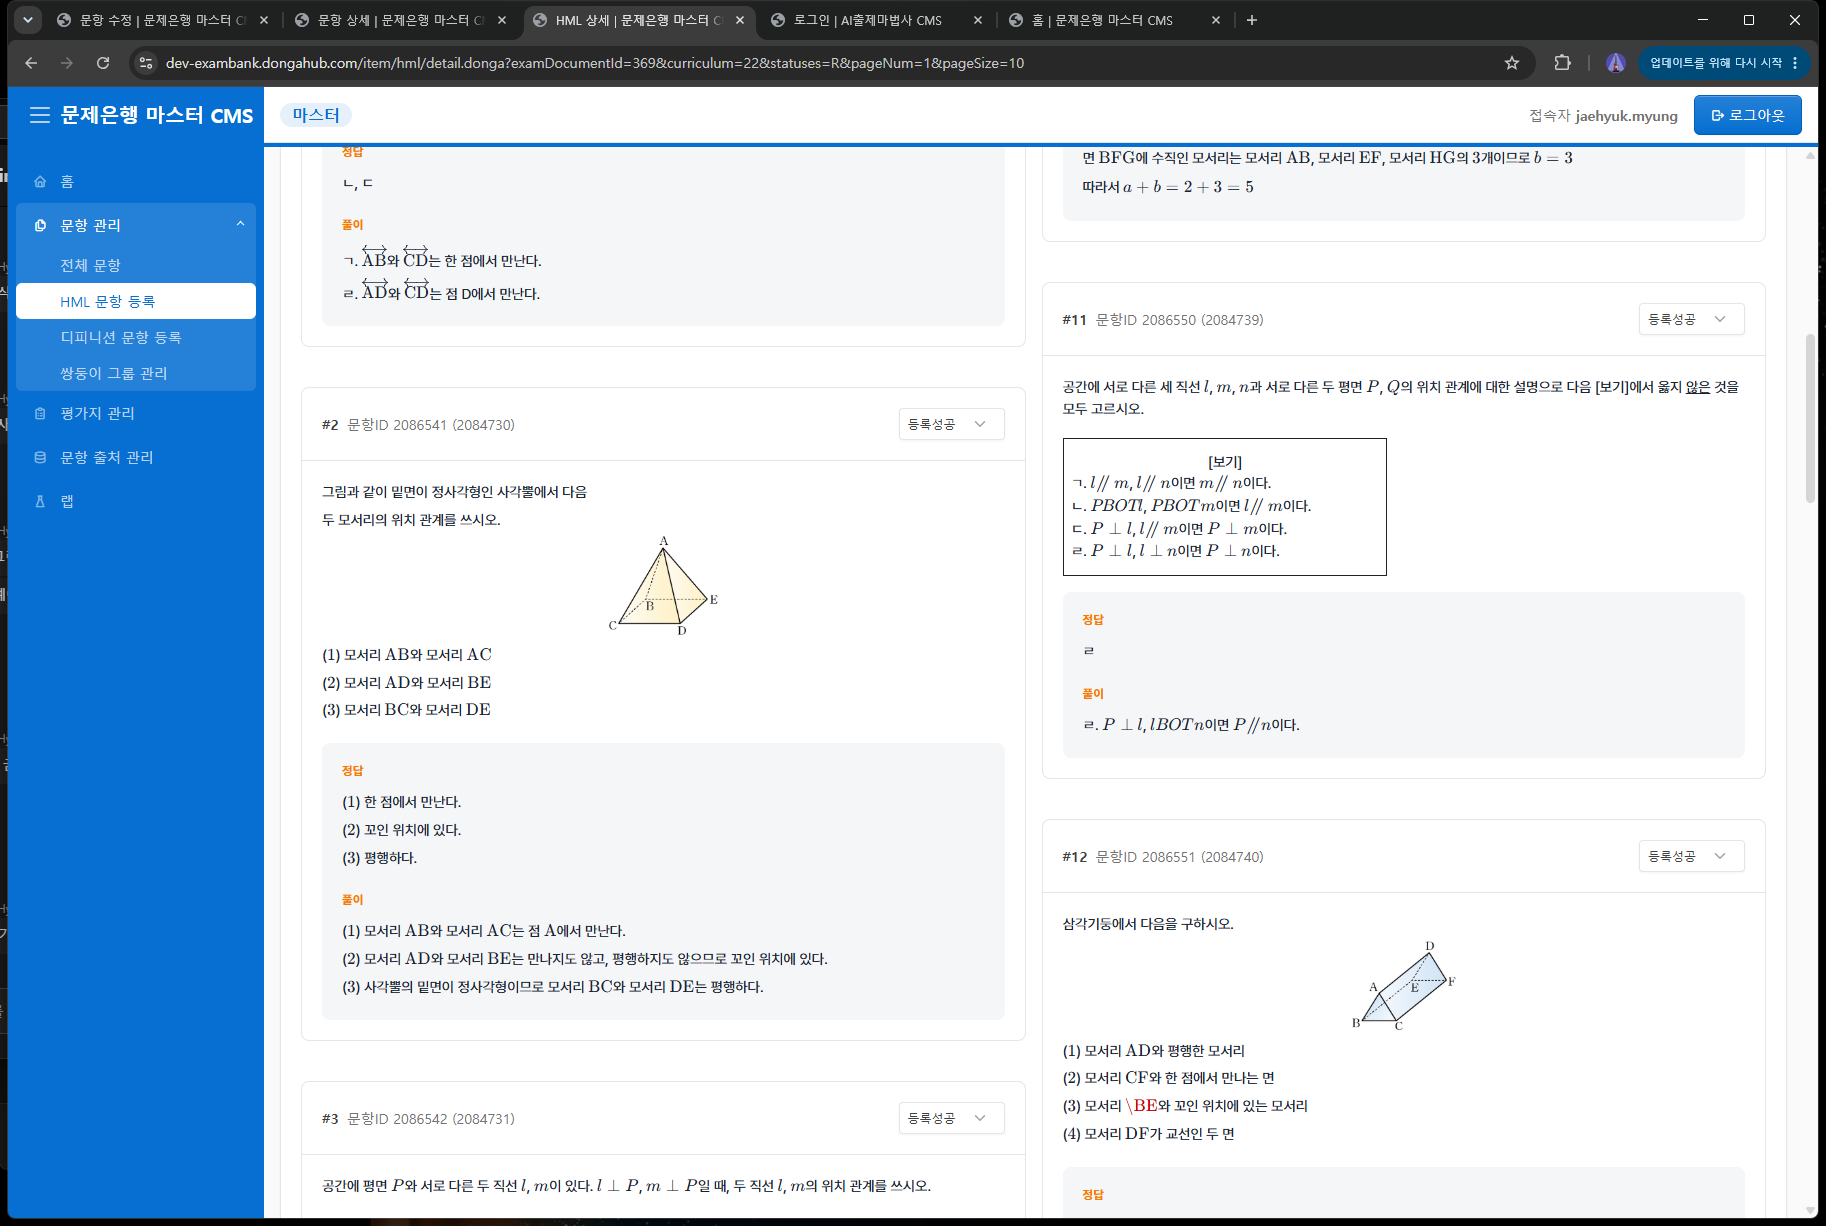 문항 수정 | 문제은행 마스터 C
문항 상세 | 문제은행 마스터 C
HML 상세 | 문제은행 마스터 C
로그인 | AI출제마법사 CMS
홈 | 문제은행 마스터 CMS
dev-exambank.dongahub.com/item/hml/detail.donga?examDocumentId=369&curriculum=22&statuses=R&pageNum=1&pageSize=10
업데이트를 위해 다시 시작
문제은행 마스터 CMS
마스터
접속자 jaehyuk.myung
로그아웃
홈
문항 관리
전체 문항
HML 문항 등록
디피니션 문항 등록
쌍둥이 그룹 관리
평가지 관리
문항 출처 관리
랩
정답
ㄴ, ㄷ
풀이
ㄱ. AB와 CD는 한 점에서 만난다.
ㄹ. AD와 CD는 점 D에서 만난다.
#2 문항ID 2086541 (2084730)
등록성공
그림과 같이 밑면이 정사각형인 사각뿔에서 다음
두 모서리의 위치 관계를 쓰시오.
A
B
E
C
D
(1) 모서리 AB와 모서리 AC
(2) 모서리 AD와 모서리 BE
(3) 모서리 BC와 모서리 DE
정답
(1) 한 점에서 만난다.
(2) 꼬인 위치에 있다.
(3) 평행하다.
풀이
(1) 모서리 AB와 모서리 AC는 점 A에서 만난다.
(2) 모서리 AD와 모서리 BE는 만나지도 않고, 평행하지도 않으므로 꼬인 위치에 있다.
(3) 사각뿔의 밑면이 정사각형이므로 모서리 BC와 모서리 DE는 평행하다.
#3 문항ID 2086542 (2084731)
등록성공
공간에 평면 P와 서로 다른 두 직선 l, m이 있다. l ⊥ P, m ⊥ P일 때, 두 직선 l, m의 위치 관계를 쓰시오.
면 BFG에 수직인 모서리는 모서리 AB, 모서리 EF, 모서리 HG의 3개이므로 b = 3
따라서 a + b = 2 + 3 = 5
#11 문항ID 2086550 (2084739)
등록성공
공간에 서로 다른 세 직선 l, m, n과 서로 다른 두 평면 P, Q의 위치 관계에 대한 설명으로 다음 [보기]에서 옳지 않은 것을
모두 고르시오.
[보기]
ㄱ. l // m, l // n이면 m // n이다.
ㄴ. PBOTl, PBOTm이면 l // m이다.
ㄷ. P ⊥ l, l // m이면 P ⊥ m이다.
ㄹ. P ⊥ l, l ⊥ n이면 P ⊥ n이다.
정답
ㄹ
풀이
ㄹ. P ⊥ l, lBOTn이면 P//n이다.
#12 문항ID 2086551 (2084740)
등록성공
삼각기둥에서 다음을 구하시오.
D
A
E
F
B
C
(1) 모서리 AD와 평행한 모서리
(2) 모서리 CF와 한 점에서 만나는 면
(3) 모서리 \BE와 꼬인 위치에 있는 모서리
(4) 모서리 DF가 교선인 두 면
정답